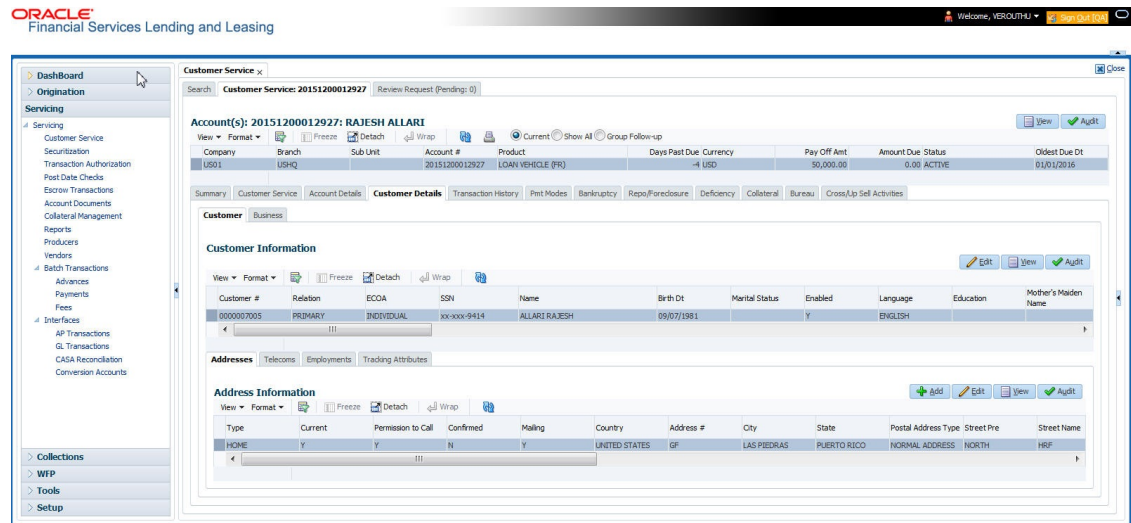 ORACLE
Financial Services Lending and Leasing
Welcome, VEROUTHU
Sign Out [QA]
DashBoard
Origination
Servicing
Servicing
Customer Service
Securitization
Transaction Authorization
Post Date Checks
Escrow Transactions
Account Documents
Collateral Management
Reports
Producers
Vendors
Batch Transactions
Advances
Payments
Fees
Interfaces
AP Transactions
GL Transactions
CASA Reconciliation
Conversion Accounts
Collections
WFP
Tools
Setup
Customer Service x
Close
Search Customer Service: 20151200012927 Review Request (Pending: 0)
Account(s): 20151200012927: RAJESH ALLARI
View Audit
View Format Freeze Detach Wrap Current Show All Group Follow-up
Company Branch Sub Unit Account # Product Days Past Due Currency Pay Off Amt Amount Due Status Oldest Due Dt
US01 USHQ 20151200012927 LOAN VEHICLE (FR) -4 USD 50,000.00 0.00 ACTIVE 01/01/2016
Summary Customer Service Account Details Customer Details Transaction History Pmt Modes Bankruptcy Repo/Foreclosure Deficiency Collateral Bureau Cross/Up Sell Activities
Customer Business
Customer Information
Edit View Audit
View Format Freeze Detach Wrap
Customer # Relation ECOA SSN Name Birth Dt Marital Status Enabled Language Education Mother's Maiden Name
0000007005 PRIMARY INDIVIDUAL xx-xxx-9414 ALLARI RAJESH 09/07/1981 Y ENGLISH
Addresses Telecoms Employments Tracking Attributes
Address Information
Add Edit View Audit
View Format Freeze Detach Wrap
Type Current Permission to Call Confirmed Mailing Country Address # City State Postal Address Type Street Pre Street Name
HOME Y Y N Y UNITED STATES GF LAS PIEDRAS PUERTO RICO NORMAL ADDRESS NORTH HRF